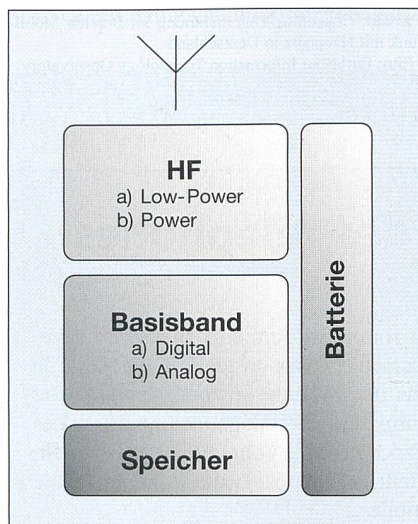 HF
a) Low-Power
b) Power
Basisband
a) Digital
b) Analog
Speicher
Batterie